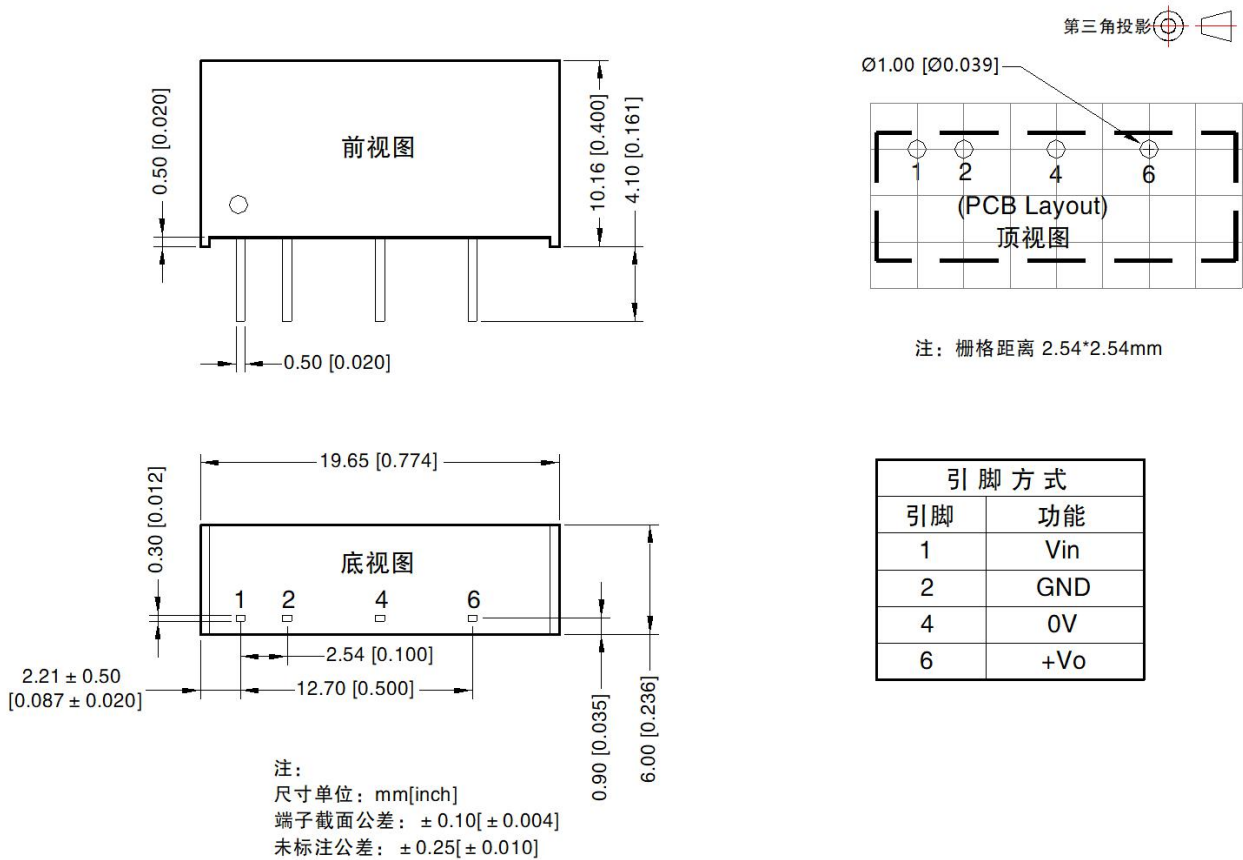 第三角投影
Ø1.00 [Ø0.039]
前视图
0.50 [0.020]
10.16 [0.400]
4.10 [0.161]
0.50 [0.020]
1 2 4 6
(PCB Layout)
顶视图
注：栅格距离 2.54*2.54mm
19.65 [0.774]
0.30 [0.012]
底视图
1 2 4 6
2.54 [0.100]
12.70 [0.500]
2.21 ± 0.50
[0.087 ± 0.020]
0.90 [0.035]
6.00 [0.236]
引 脚 方 式
引脚 功能
1 Vin
2 GND
4 0V
6 +Vo
注：
尺寸单位：mm[inch]
端子截面公差：± 0.10[ ± 0.004]
未标注公差：± 0.25[ ± 0.010]